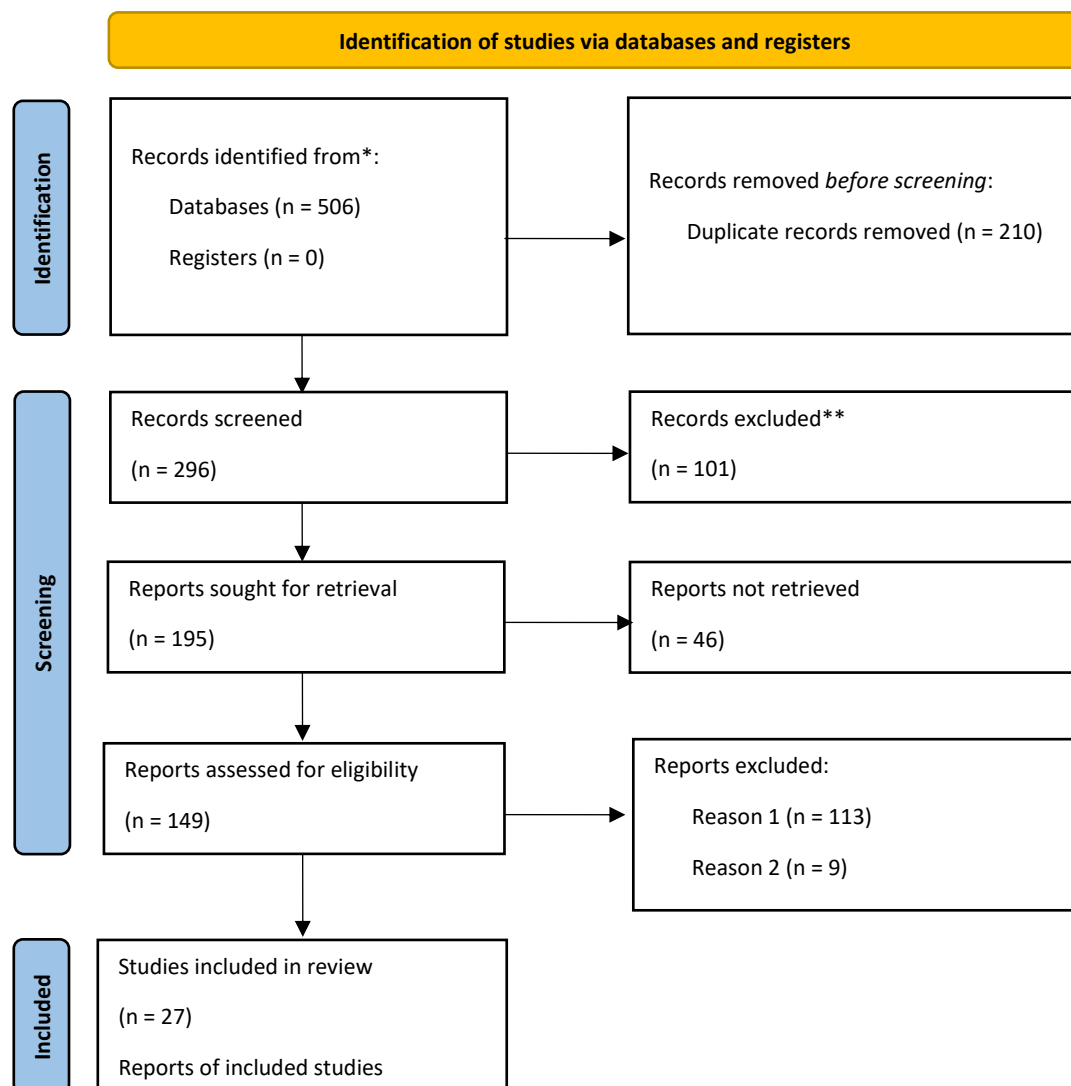 Identification of studies via databases and registers
Identification
Records identified from*:
Databases (n = 506)
Registers (n = 0)
Records removed before screening:
Duplicate records removed (n = 210)
Screening
Records screened
(n = 296)
Records excluded**
(n = 101)
Reports sought for retrieval
(n = 195)
Reports not retrieved
(n = 46)
Reports assessed for eligibility
(n = 149)
Reports excluded:
Reason 1 (n = 113)
Reason 2 (n = 9)
Included
Studies included in review
(n = 27)
Reports of included studies